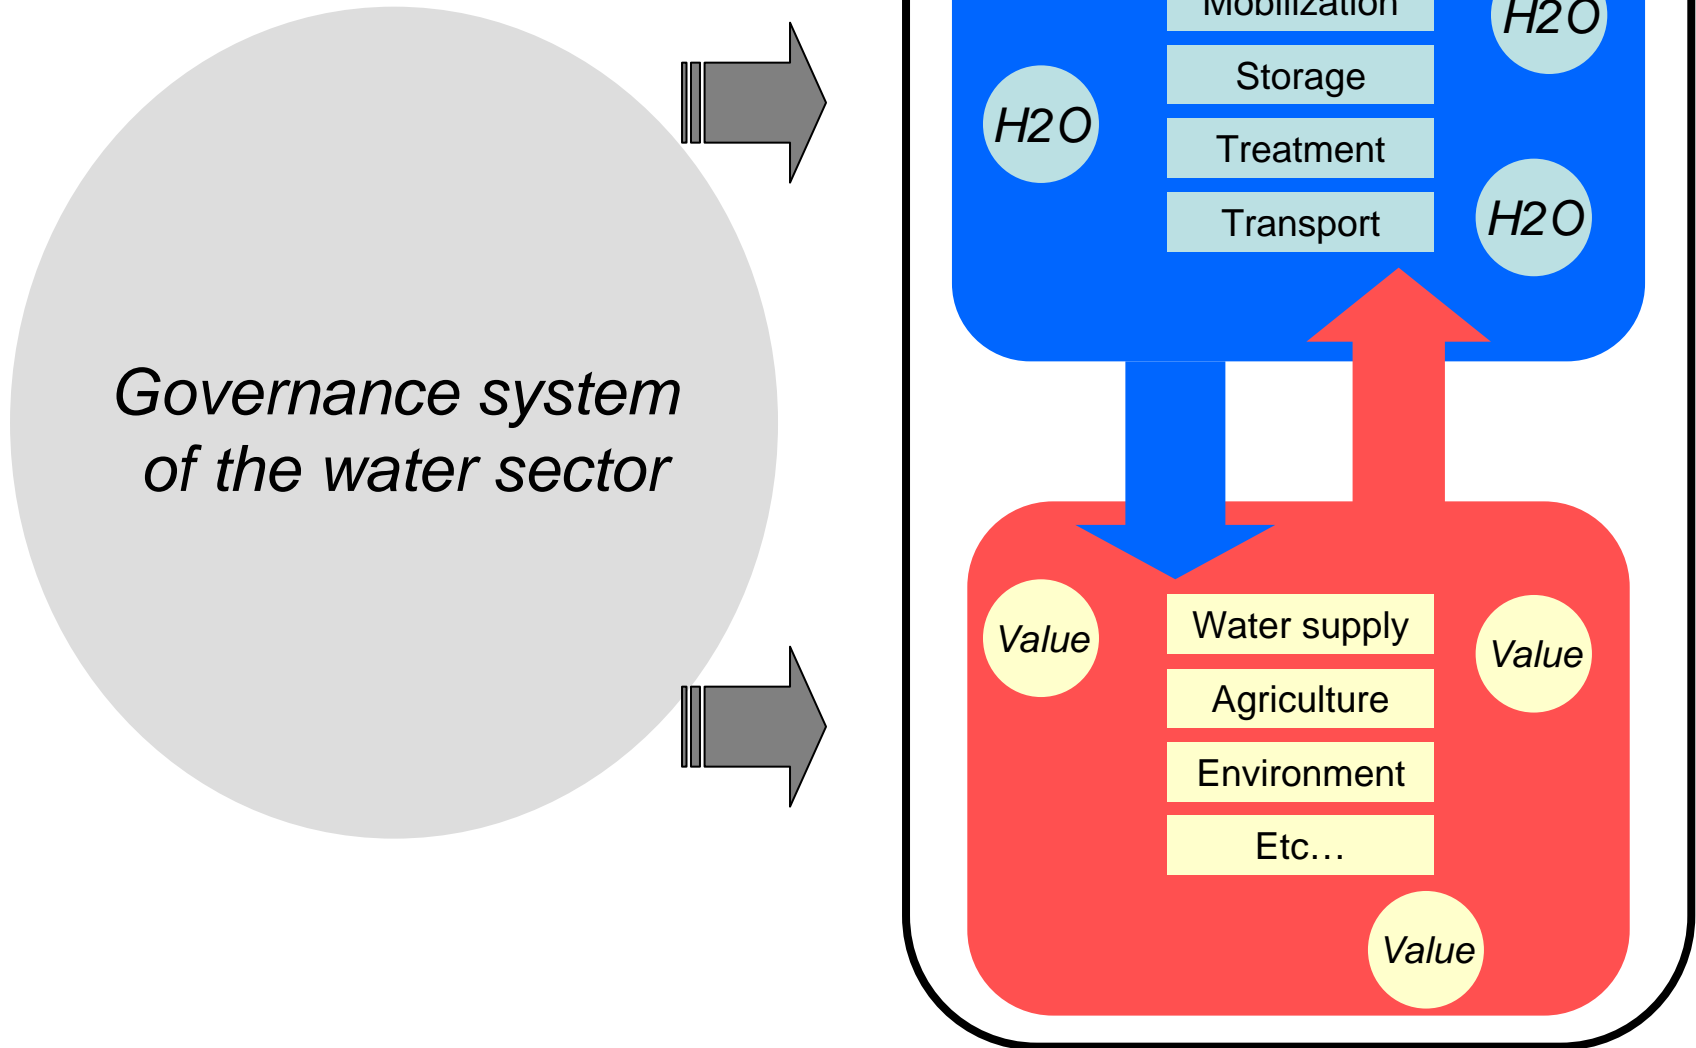 Mobilization
H2O
Storage
H2O
Treatment
Transport
H2O
Governance system
of the water sector
Value
Water supply
Value
Agriculture
Environment
Etc…
Value